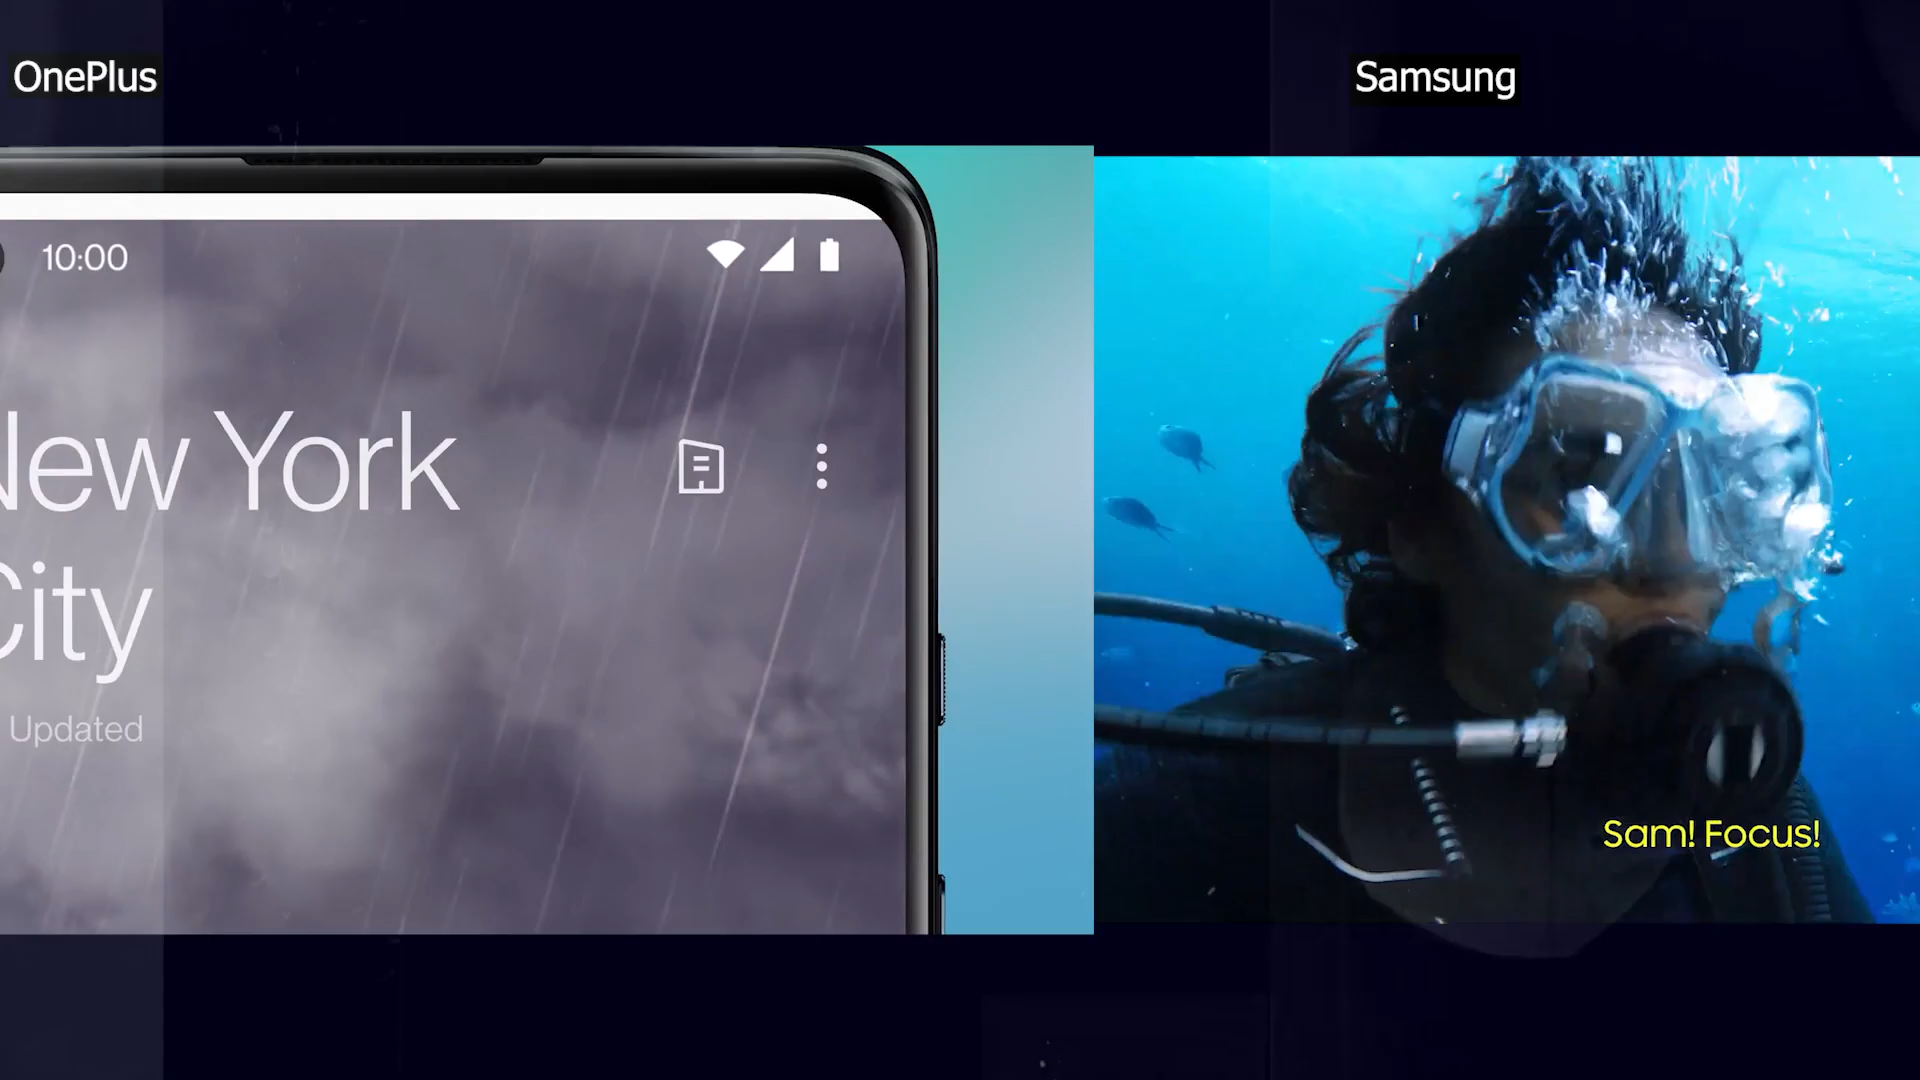 OnePlus
Samsung
10:00
New York
City
Updated
Sam! Focus!